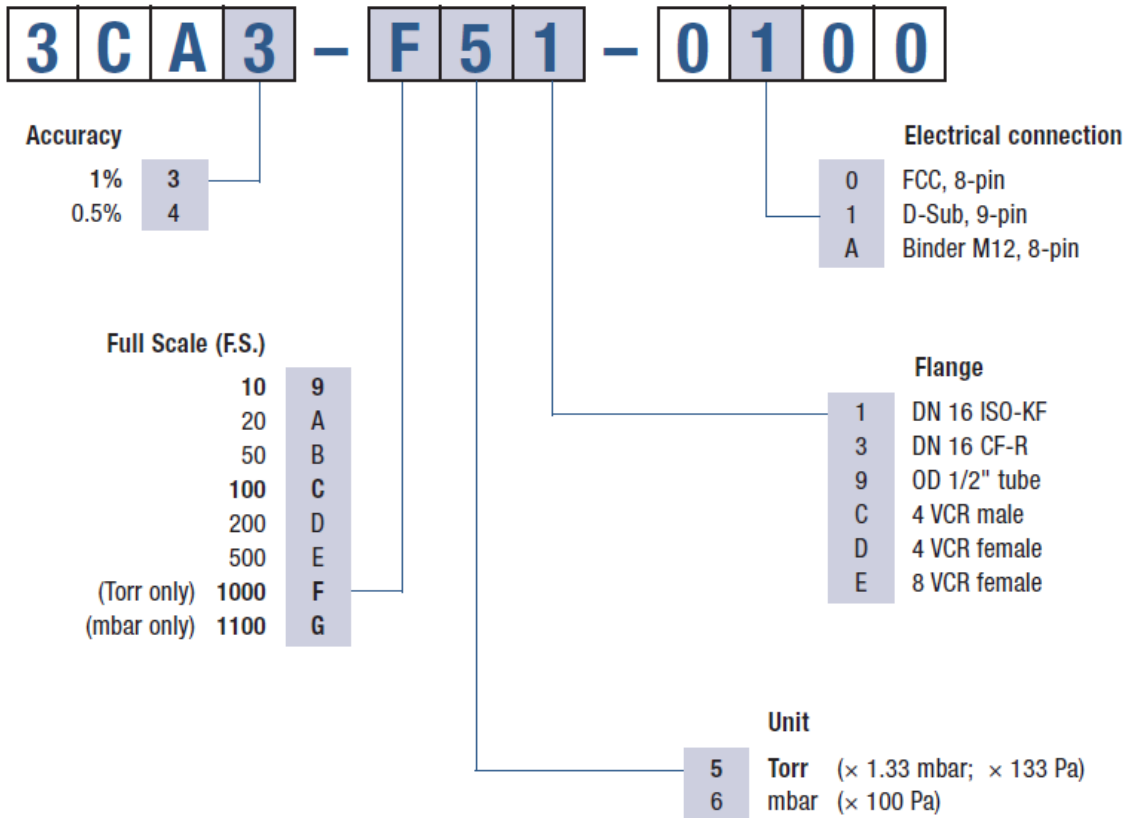 3CA3 – F51 – 0100
Accuracy
1% 3
0.5% 4
Electrical connection
0 FCC, 8-pin
1 D-Sub, 9-pin
A Binder M12, 8-pin
Full Scale (F.S.)
10 9
20 A
50 B
100 C
200 D
500 E
(Torr only) 1000 F
(mbar only) 1100 G
Flange
1 DN 16 ISO-KF
3 DN 16 CF-R
9 OD 1/2" tube
C 4 VCR male
D 4 VCR female
E 8 VCR female
Unit
5 Torr (× 1.33 mbar; × 133 Pa)
6 mbar (× 100 Pa)